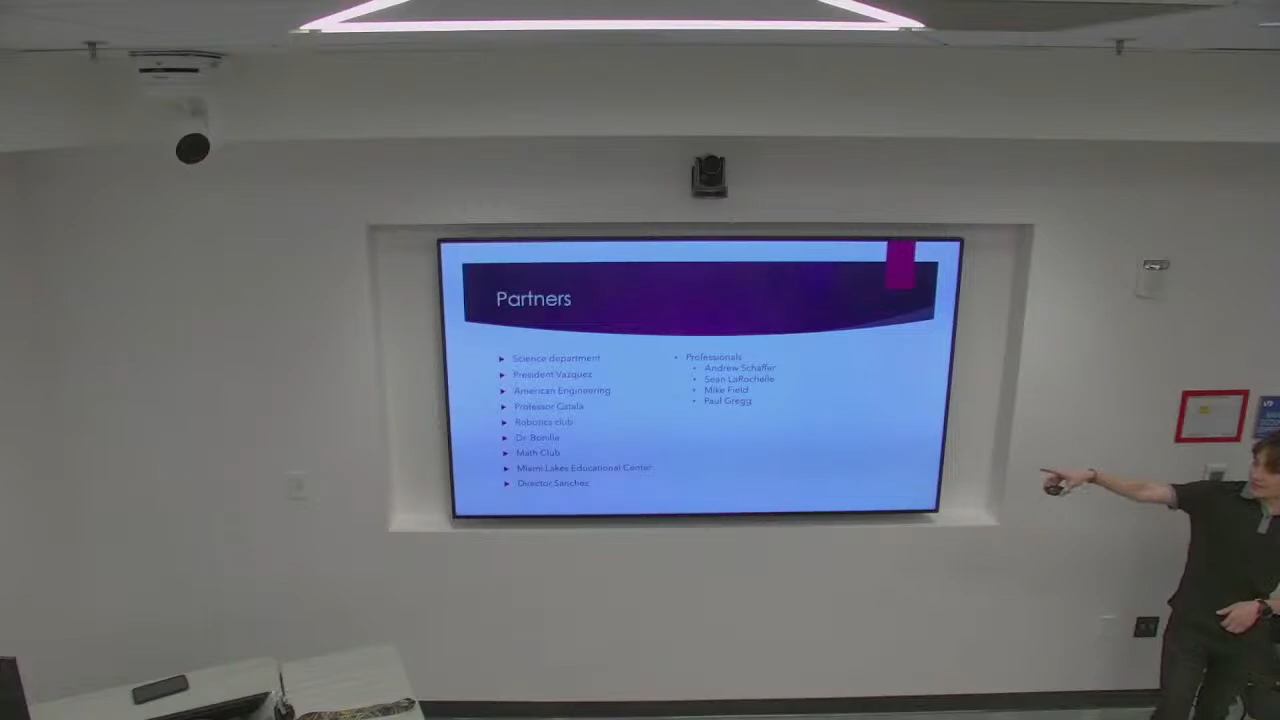 Partners
Science department
President Vazquez
American Engineering
Professor Catala
Robotics club
Dr. Bonilla
Math Club
Miami Lakes Educational Center
Director Sanchez
Professionals
Andrew Schaffer
Sean LaRochelle
Mike Field
Paul Gregg